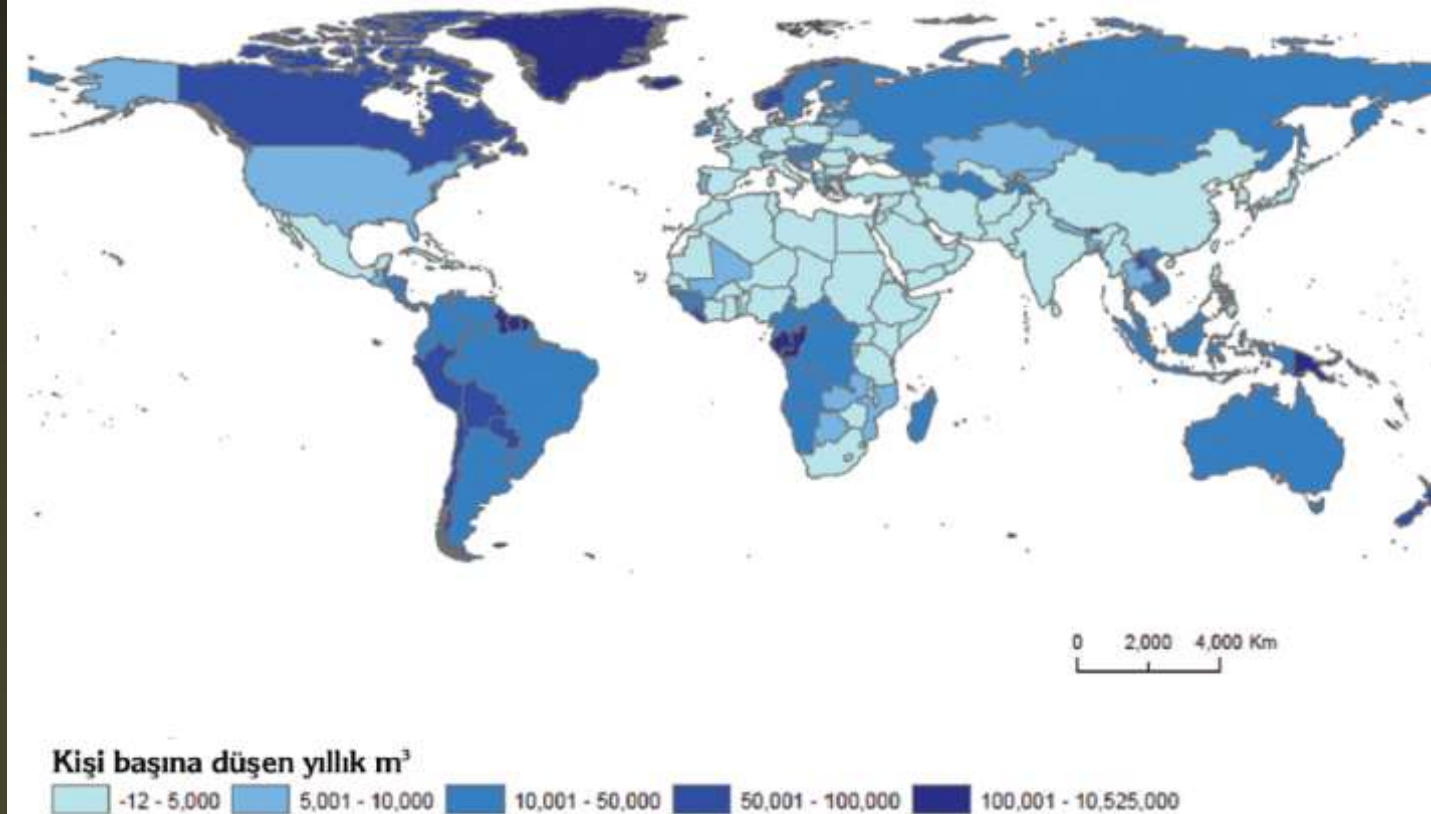 0 2,000 4,000 Km
Kişi başına düşen yıllık m³
-12 - 5,000 5,001 - 10,000 10,001 - 50,000 50,001 - 100,000 100,001 - 10,525,000